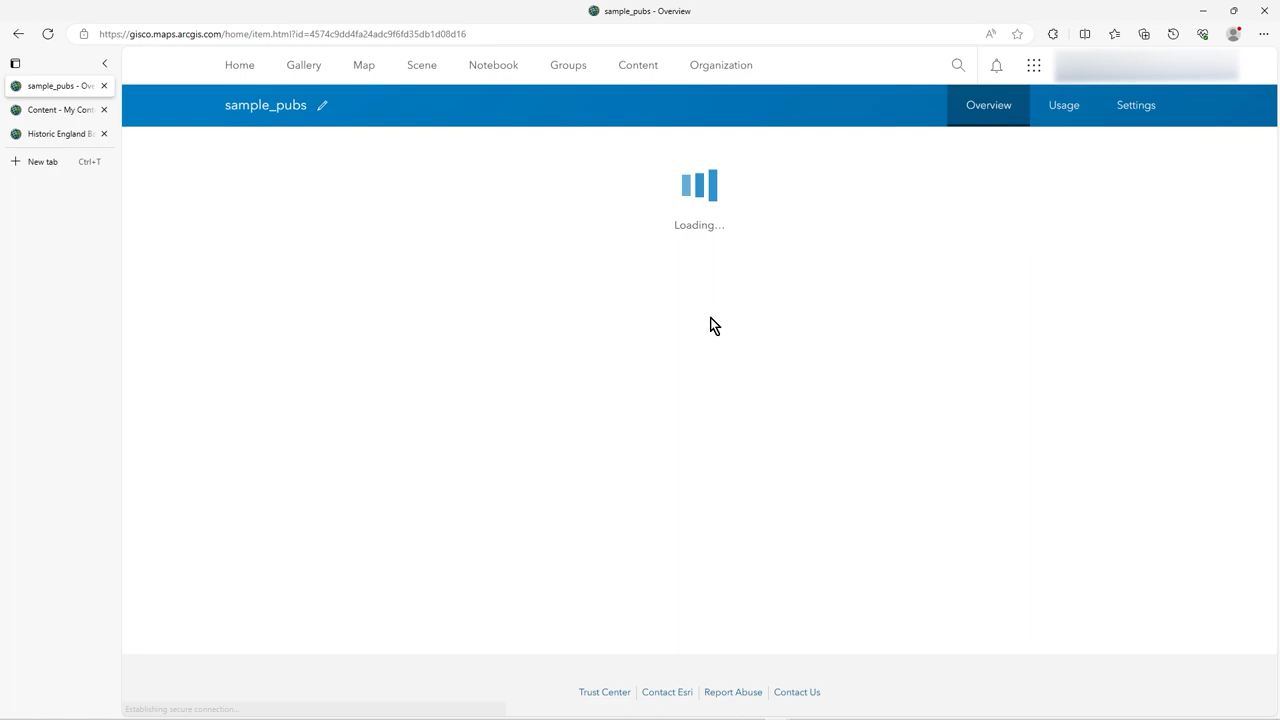 sample_pubs - Overview
https://gisco.maps.arcgis.com/home/item.html?id=4574c9dd4fa24adc9f6fd35db1d08d16
sample_pubs - Ove
Content - My Cont
Historic England B
New tab Ctrl+T
Home Gallery Map Scene Notebook Groups Content Organization
sample_pubs Overview Usage Settings
Loading...
Trust Center Contact Esri Report Abuse Contact Us
Establishing secure connection...